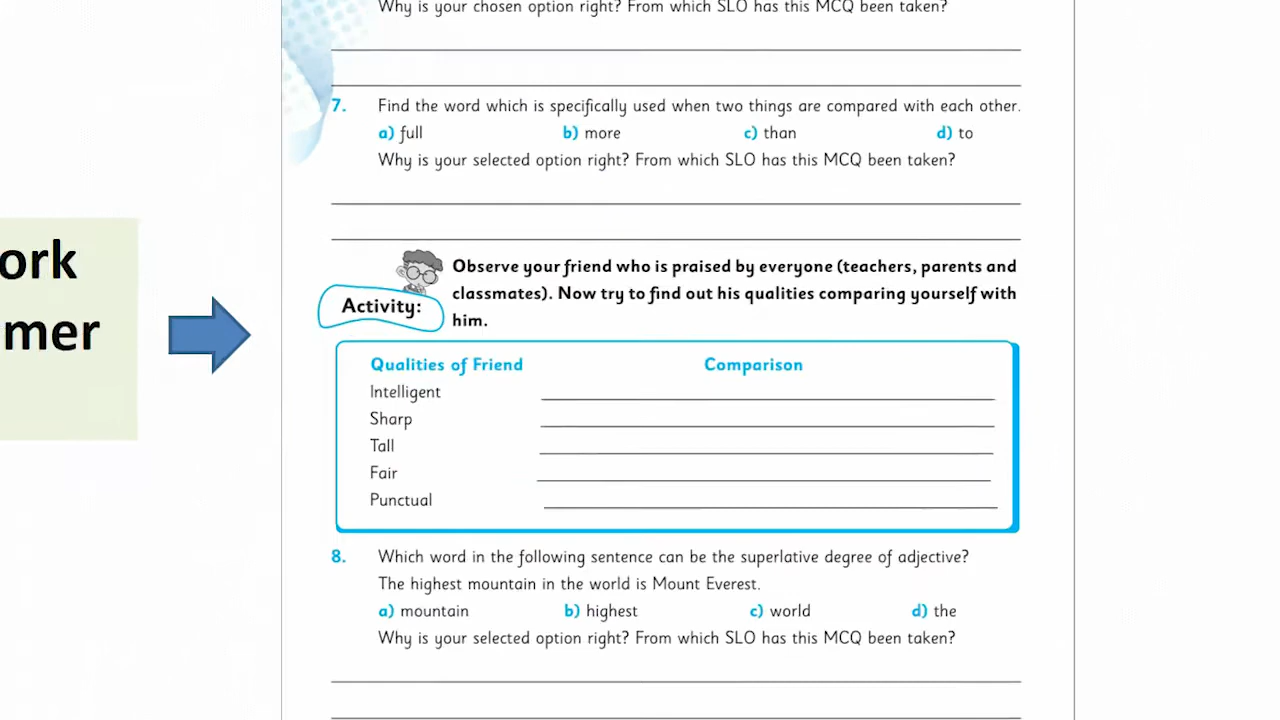 Why is your chosen option right? From which SLO has this MCQ been taken?
7. Find the word which is specifically used when two things are compared with each other.
a) full b) more c) than d) to
Why is your selected option right? From which SLO has this MCQ been taken?
ork
mer
Activity:
Observe your friend who is praised by everyone (teachers, parents and
classmates). Now try to find out his qualities comparing yourself with
him.
Qualities of Friend Comparison
Intelligent
Sharp
Tall
Fair
Punctual
8. Which word in the following sentence can be the superlative degree of adjective?
The highest mountain in the world is Mount Everest.
a) mountain b) highest c) world d) the
Why is your selected option right? From which SLO has this MCQ been taken?